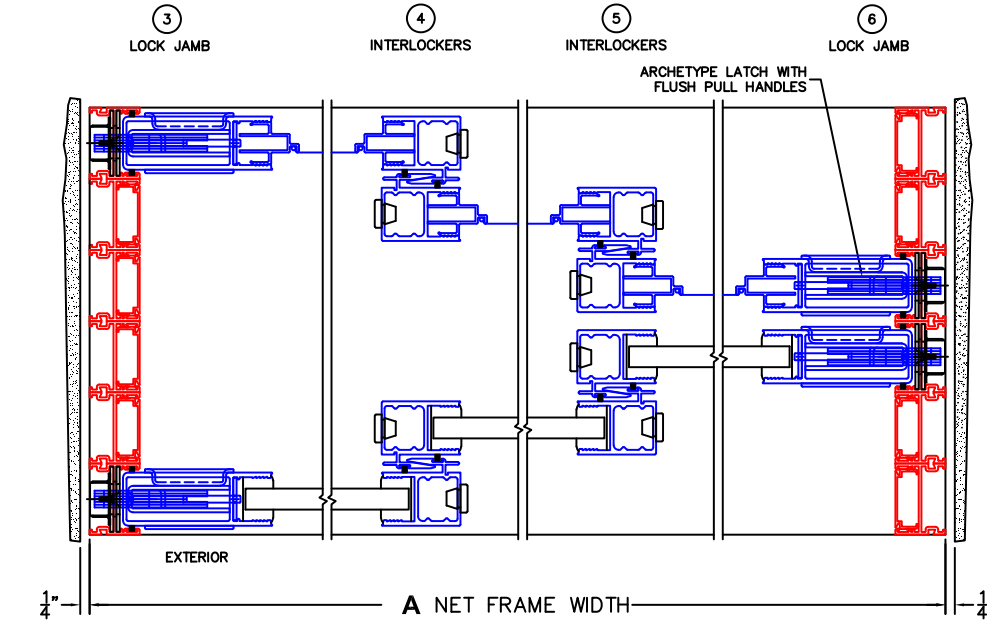 3 4 5 6
LOCK JAMB INTERLOCKERS INTERLOCKERS LOCK JAMB
ARCHETYPE LATCH WITH
FLUSH PULL HANDLES
EXTERIOR
1/4" A NET FRAME WIDTH 1/4